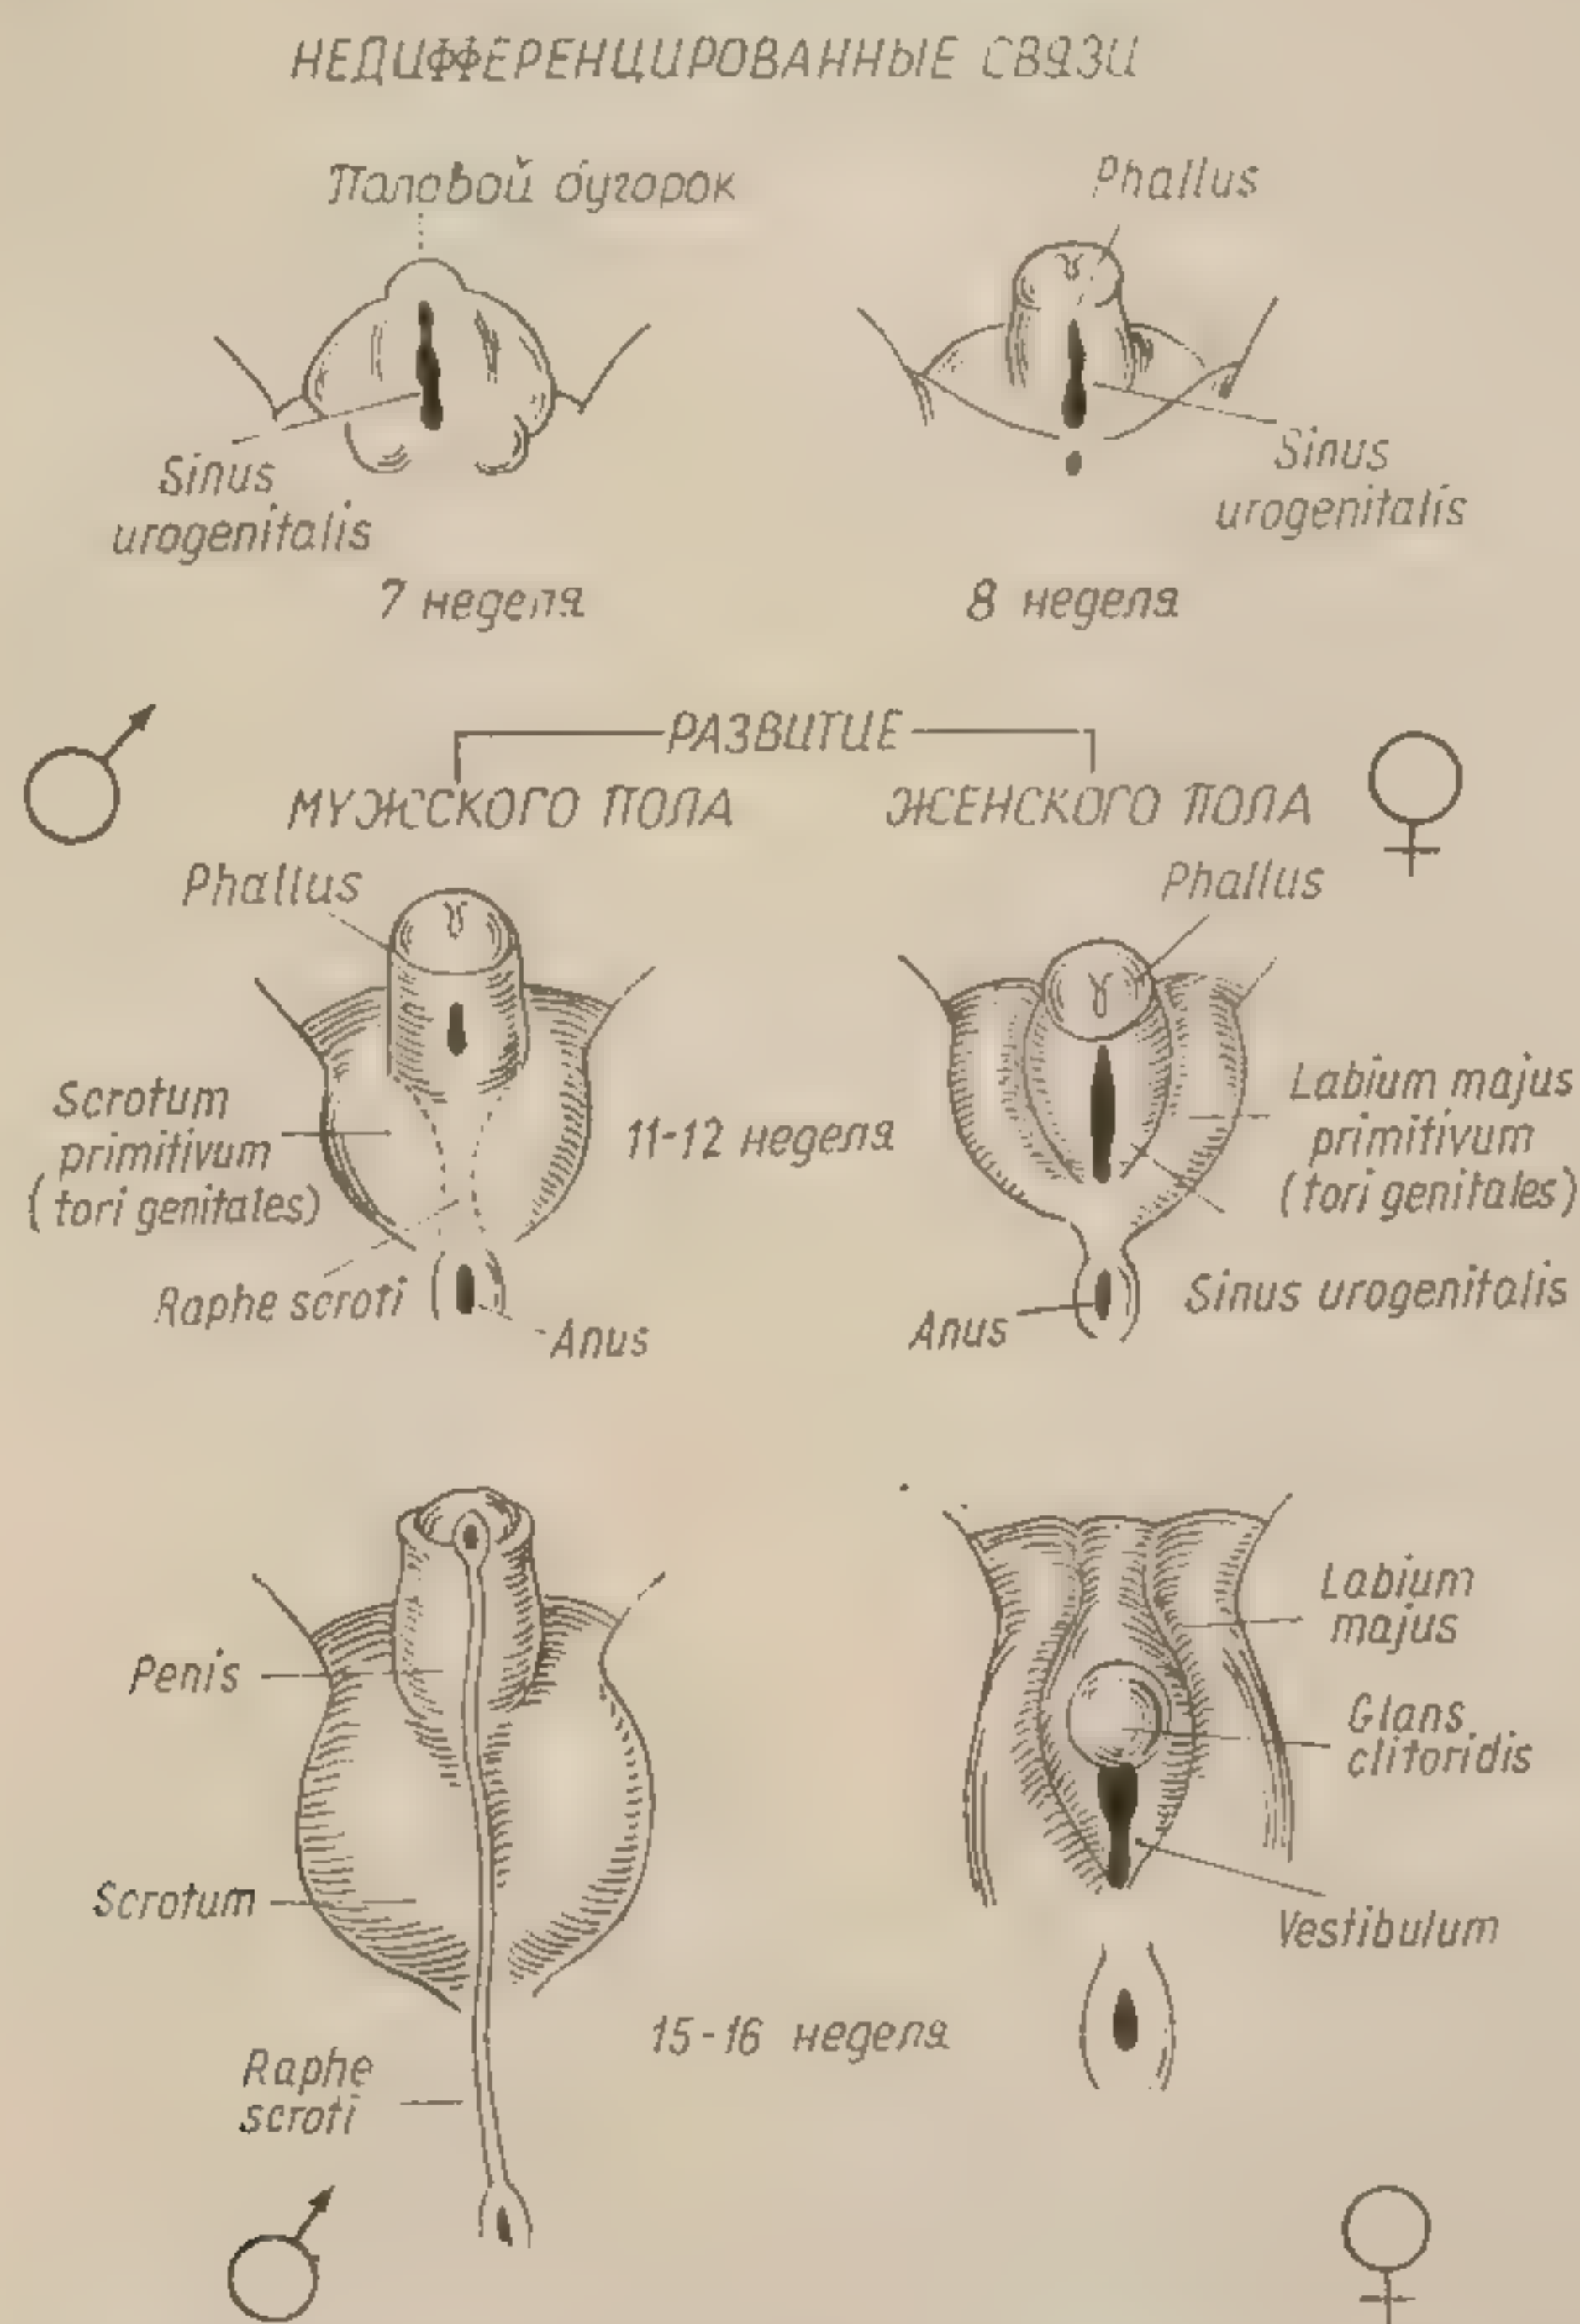 НЕДИФФЕРЕНЦИРОВАННЫЕ СВЯЗИ
Половой бугорок
Phallus
Sinus
urogenitalis
Sinus
urogenitalis
7 неделя
8 неделя
РАЗВИТИЕ
МУЖСКОГО ПОЛА
ЖЕНСКОГО ПОЛА
Phallus
Phallus
Scrotum
primitivum
(tori genitales)
11-12 неделя
Labium majus
primitivum
(tori genitales)
Raphe scroti
Anus
Anus
Sinus urogenitalis
Penis
Labium
majus
Glans
clitoridis
Scrotum
Vestibulum
15-16 неделя
Raphe
scroti